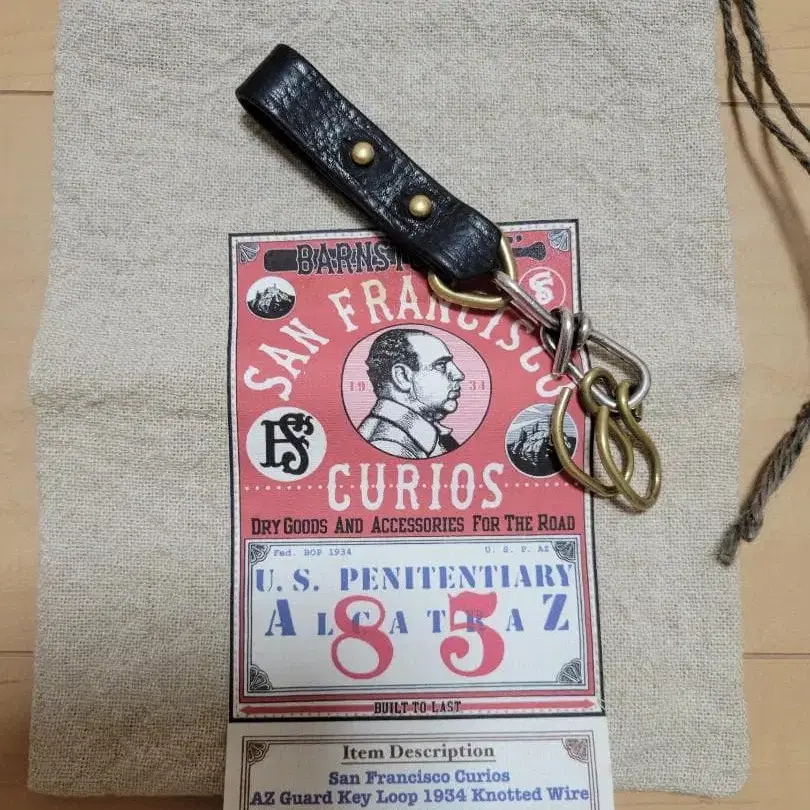 BARNST
SAN FRANCISCO
1934
CURIOS
DRY GOODS AND ACCESSORIES FOR THE ROAD
Fed. BOP 1934 U. S. P. AZ
U. S. PENITENTIARY
ALCATRAZ
85
BUILT TO LAST
Item Description
San Francisco Curios
AZ Guard Key Loop 1934 Knotted Wire